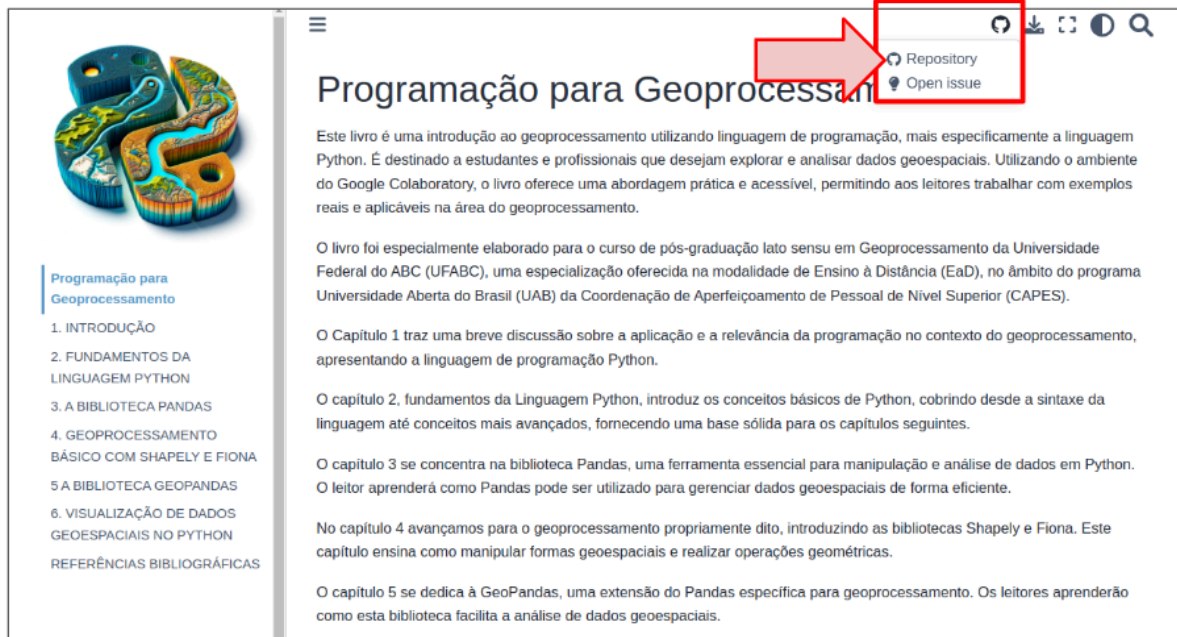 Repository
Open issue
Programação para Geoprocessam
Este livro é uma introdução ao geoprocessamento utilizando linguagem de programação, mais especificamente a linguagem
Python. É destinado a estudantes e profissionais que desejam explorar e analisar dados geoespaciais. Utilizando o ambiente
do Google Colaboratory, o livro oferece uma abordagem prática e acessível, permitindo aos leitores trabalhar com exemplos
reais e aplicáveis na área do geoprocessamento.
O livro foi especialmente elaborado para o curso de pós-graduação lato sensu em Geoprocessamento da Universidade
Federal do ABC (UFABC), uma especialização oferecida na modalidade de Ensino à Distância (EaD), no âmbito do programa
Universidade Aberta do Brasil (UAB) da Coordenação de Aperfeiçoamento de Pessoal de Nível Superior (CAPES).
O Capítulo 1 traz uma breve discussão sobre a aplicação e a relevância da programação no contexto do geoprocessamento,
apresentando a linguagem de programação Python.
O capítulo 2, fundamentos da Linguagem Python, introduz os conceitos básicos de Python, cobrindo desde a sintaxe da
linguagem até conceitos mais avançados, fornecendo uma base sólida para os capítulos seguintes.
O capítulo 3 se concentra na biblioteca Pandas, uma ferramenta essencial para manipulação e análise de dados em Python.
O leitor aprenderá como Pandas pode ser utilizado para gerenciar dados geoespaciais de forma eficiente.
No capítulo 4 avançamos para o geoprocessamento propriamente dito, introduzindo as bibliotecas Shapely e Fiona. Este
capítulo ensina como manipular formas geoespaciais e realizar operações geométricas.
O capítulo 5 se dedica à GeoPandas, uma extensão do Pandas específica para geoprocessamento. Os leitores aprenderão
como esta biblioteca facilita a análise de dados geoespaciais.
Programação para
Geoprocessamento
1. INTRODUÇÃO
2. FUNDAMENTOS DA
LINGUAGEM PYTHON
3. A BIBLIOTECA PANDAS
4. GEOPROCESSAMENTO
BÁSICO COM SHAPELY E FIONA
5 A BIBLIOTECA GEOPANDAS
6. VISUALIZAÇÃO DE DADOS
GEOESPACIAIS NO PYTHON
REFERÊNCIAS BIBLIOGRÁFICAS